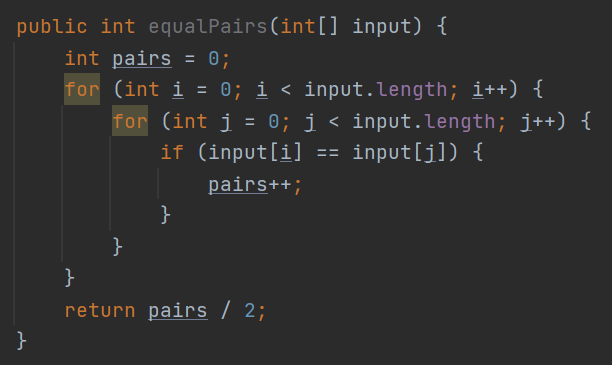 public int equalPairs(int[] input) {
    int pairs = 0;
    for (int i = 0; i < input.length; i++) {
        for (int j = 0; j < input.length; j++) {
            if (input[i] == input[j]) {
                pairs++;
            }
        }
    }
    return pairs / 2;
}